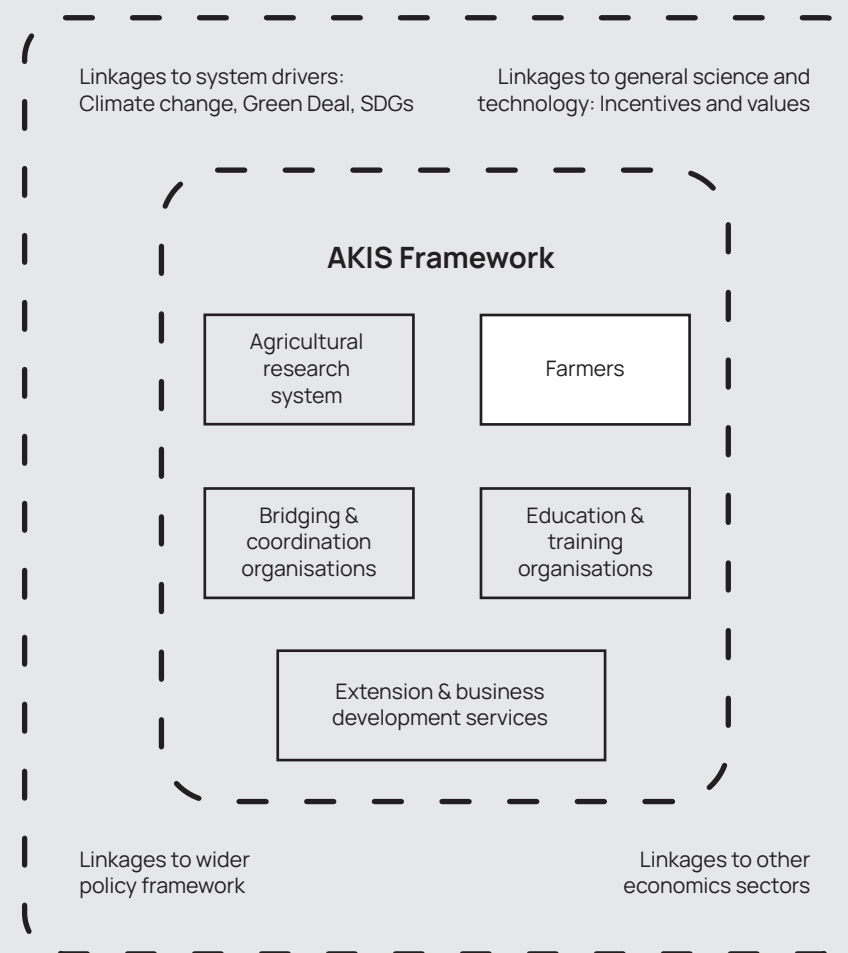 Linkages to system drivers:
Climate change, Green Deal, SDGs
Linkages to general science and
technology: Incentives and values
AKIS Framework
Agricultural
research
system
Farmers
Bridging &
coordination
organisations
Education &
training
organisations
Extension & business
development services
Linkages to wider
policy framework
Linkages to other
economics sectors